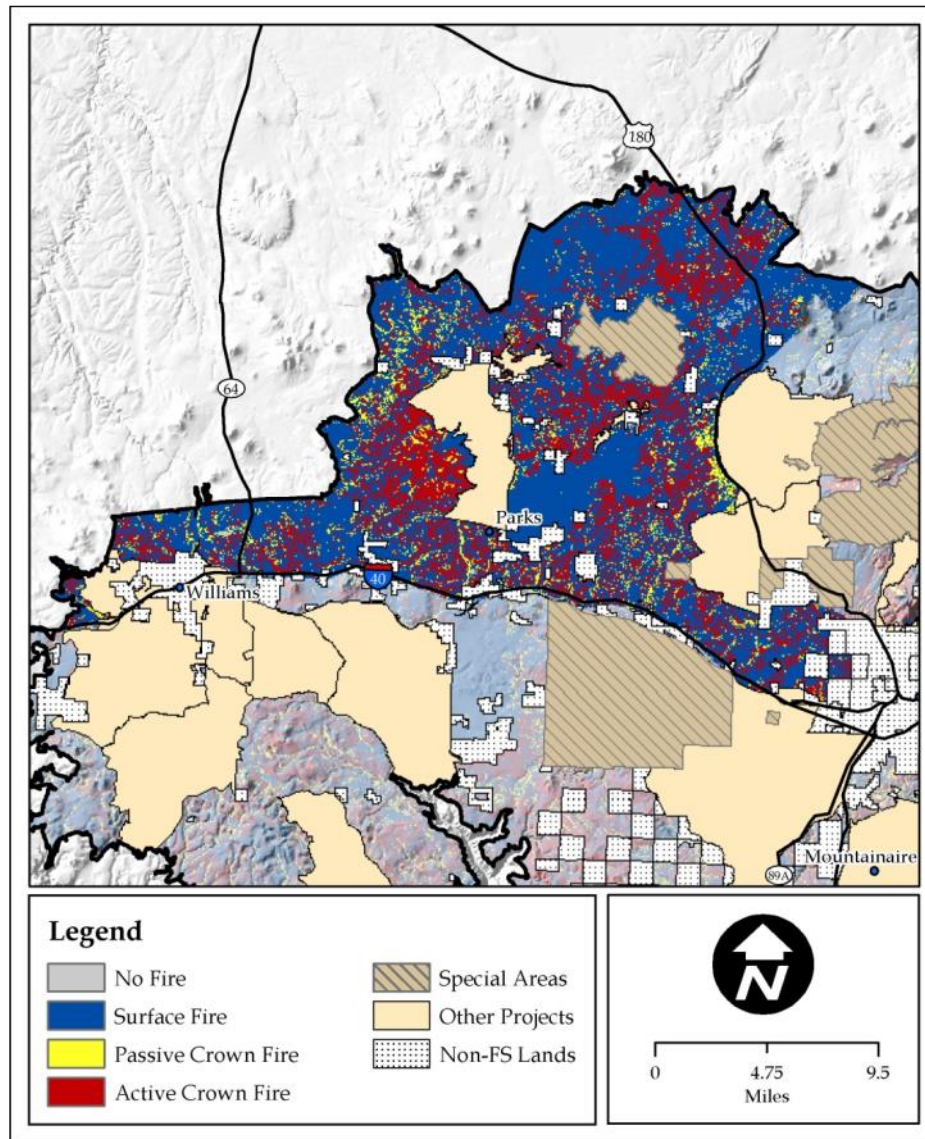 180
64
Parks
40
Williams
Mountainaire
89A
Legend
No Fire
Surface Fire
Passive Crown Fire
Active Crown Fire
Special Areas
Other Projects
Non-FS Lands
N
0 4.75 9.5
Miles